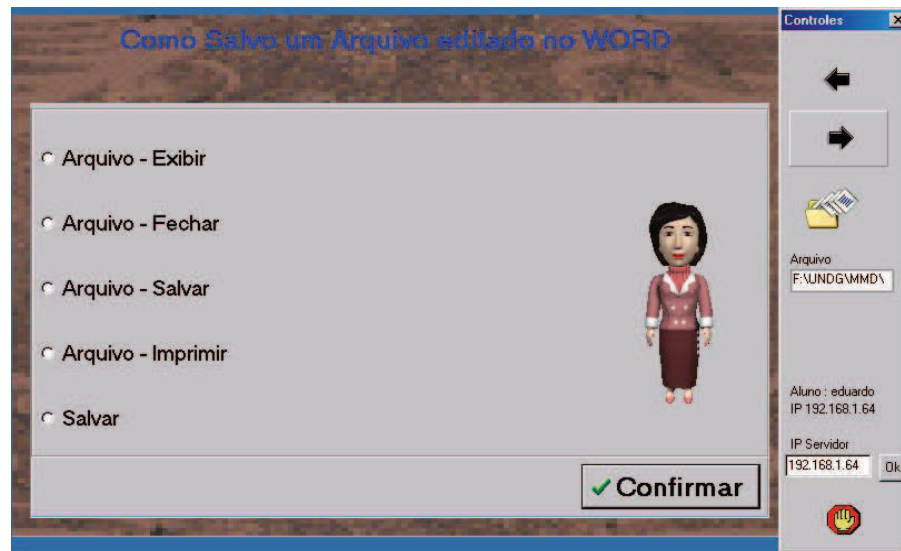 Como Salvo um Arquivo editado no WORD
Arquivo - Exibir
Arquivo - Fechar
Arquivo - Salvar
Arquivo - Imprimir
Salvar
Confirmar
Controles
Arquivo
F:\UNDG\MMD\
Aluno : eduardo
IP 192.168.1.64
IP Servidor
192.168.1.64 Ok